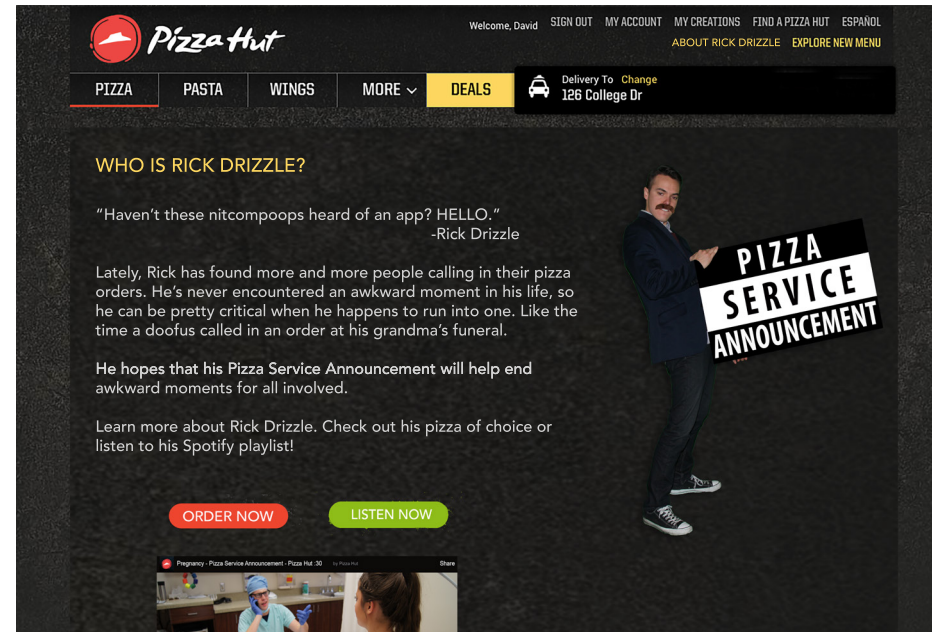 Pizza Hut
Welcome, David SIGN OUT MY ACCOUNT MY CREATIONS FIND A PIZZA HUT ESPAÑOL
ABOUT RICK DRIZZLE EXPLORE NEW MENU
PIZZA PASTA WINGS MORE DEALS
Delivery To Change
126 College Dr
WHO IS RICK DRIZZLE?
“Haven’t these nitcompoops heard of an app? HELLO.”
-Rick Drizzle
Lately, Rick has found more and more people calling in their pizza
orders. He’s never encountered an awkward moment in his life, so
he can be pretty critical when he happens to run into one. Like the
time a doofus called in an order at his grandma’s funeral.
He hopes that his Pizza Service Announcement will help end
awkward moments for all involved.
Learn more about Rick Drizzle. Check out his pizza of choice or
listen to his Spotify playlist!
PIZZA
SERVICE
ANNOUNCEMENT
ORDER NOW LISTEN NOW
Pregnancy - Pizza Service Announcement - Pizza Hut :30 by Pizza Hut Share